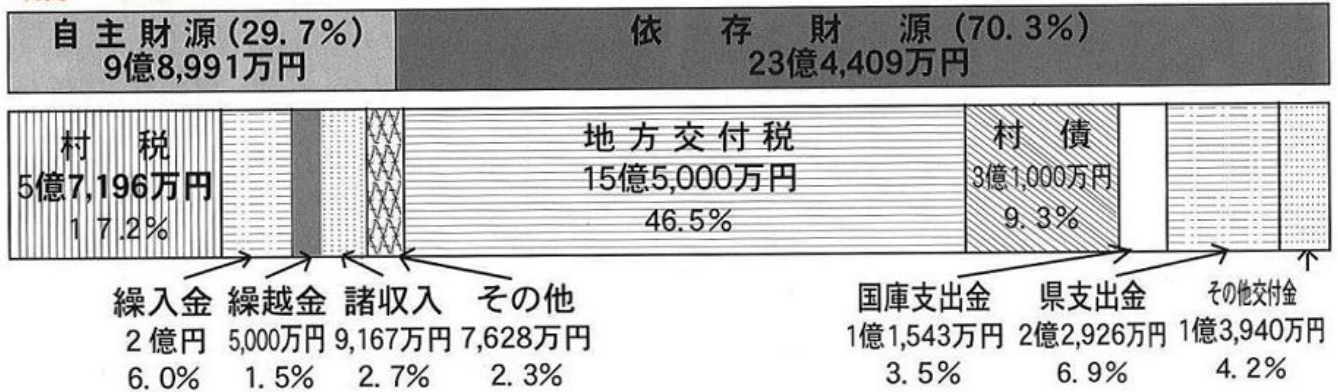 自主財源(29.7%)
9億8,991万円
依存財源(70.3%)
23億4,409万円
村税
5億7,196万円
17.2%
地方交付税
15億5,000万円
46.5%
村債
3億1,000万円
9.3%
繰入金
2億円
6.0%
繰越金
5,000万円
1.5%
諸収入
9,167万円
2.7%
その他
7,628万円
2.3%
国庫支出金
1億1,543万円
3.5%
県支出金
2億2,926万円
6.9%
その他交付金
1億3,940万円
4.2%